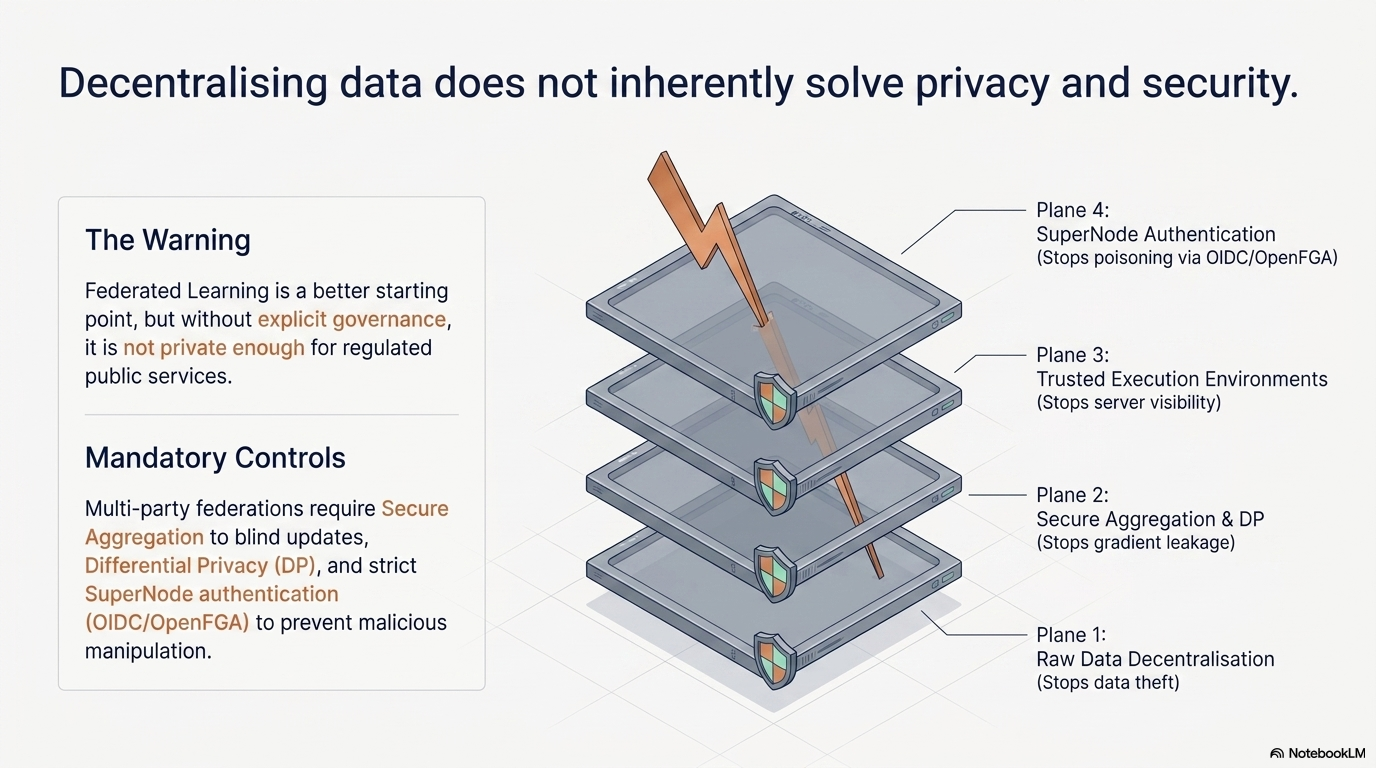 Decentralising data does not inherently solve privacy and security.
The Warning
Federated Learning is a better starting
point, but without explicit governance,
it is not private enough for regulated
public services.
Mandatory Controls
Multi-party federations require Secure
Aggregation to blind updates,
Differential Privacy (DP), and strict
SuperNode authentication
(OIDC/OpenFGA) to prevent malicious
manipulation.
Plane 4:
SuperNode Authentication
(Stops poisoning via OIDC/OpenFGA)
Plane 3:
Trusted Execution Environments
(Stops server visibility)
Plane 2:
Secure Aggregation & DP
(Stops gradient leakage)
Plane 1:
Raw Data Decentralisation
(Stops data theft)
NotebookLM